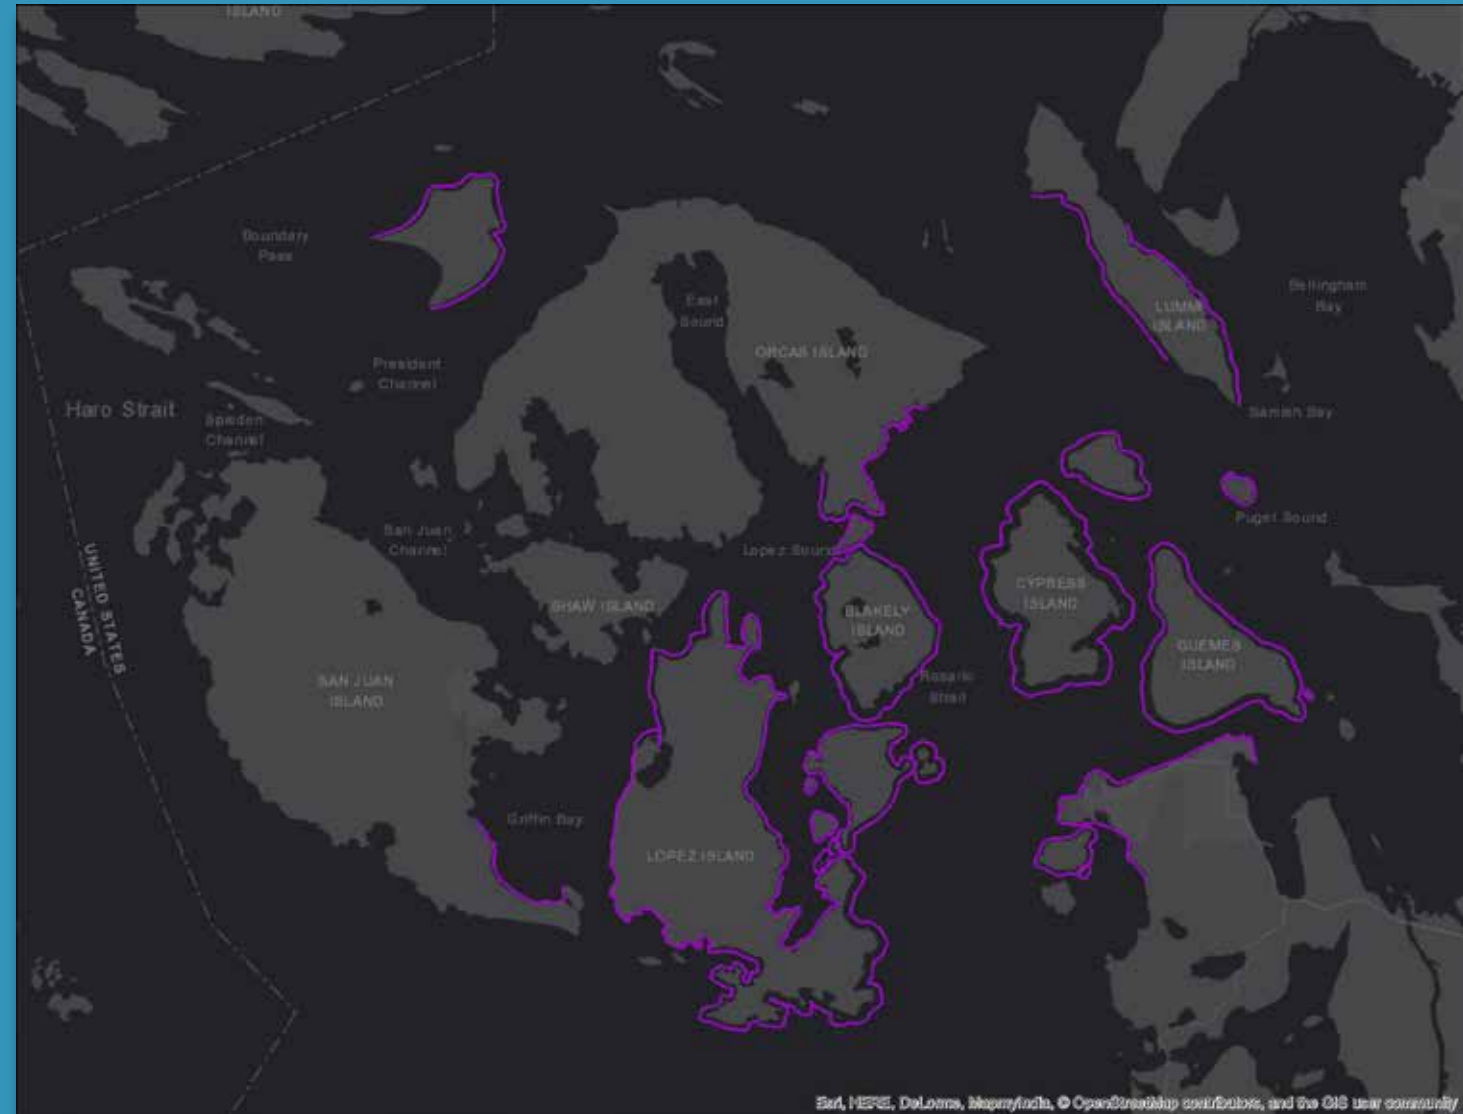 ISLAND
Boundary
Pass
East
Sound
Bellingham
Bay
LUMMI
ISLAND
ORCAS ISLAND
President
Channel
Haro Strait
Spieden
Channel
Samish Bay
San Juan
Channel
Lopez Sound
Puget Sound
UNITED STATES
CANADA
SHAW ISLAND
BLAKELY
ISLAND
CYPRESS
ISLAND
GUEMES
ISLAND
SAN JUAN
ISLAND
Rosario
Strait
Griffin Bay
LOPEZ ISLAND
Esri, HERE, DeLorme, MapmyIndia, © OpenStreetMap contributors, and the GIS user community